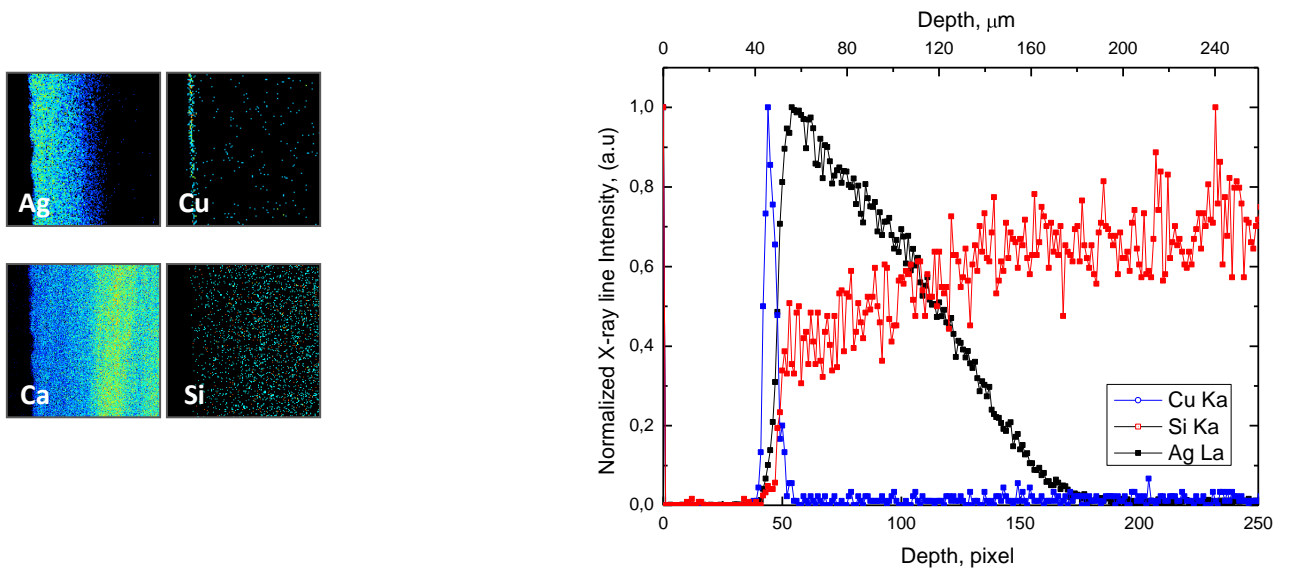 Ag
Cu
Ca
Si
Depth, μm
0 40 80 120 160 200 240
Normalized X-ray line Intensity, (a.u)
1,0
0,8
0,6
0,4
0,2
0,0
Cu Ka
Si Ka
Ag La
0 50 100 150 200 250
Depth, pixel